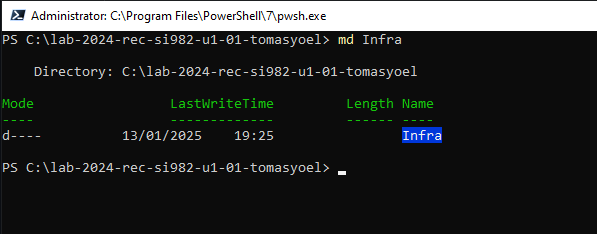 Administrator: C:\Program Files\PowerShell\7\pwsh.exe
PS C:\lab-2024-rec-si982-u1-01-tomasyoel> md Infra
Directory: C:\lab-2024-rec-si982-u1-01-tomasyoel
Mode LastWriteTime Length Name
---- ------------- ------ ----
d---- 13/01/2025 19:25 Infra
PS C:\lab-2024-rec-si982-u1-01-tomasyoel>